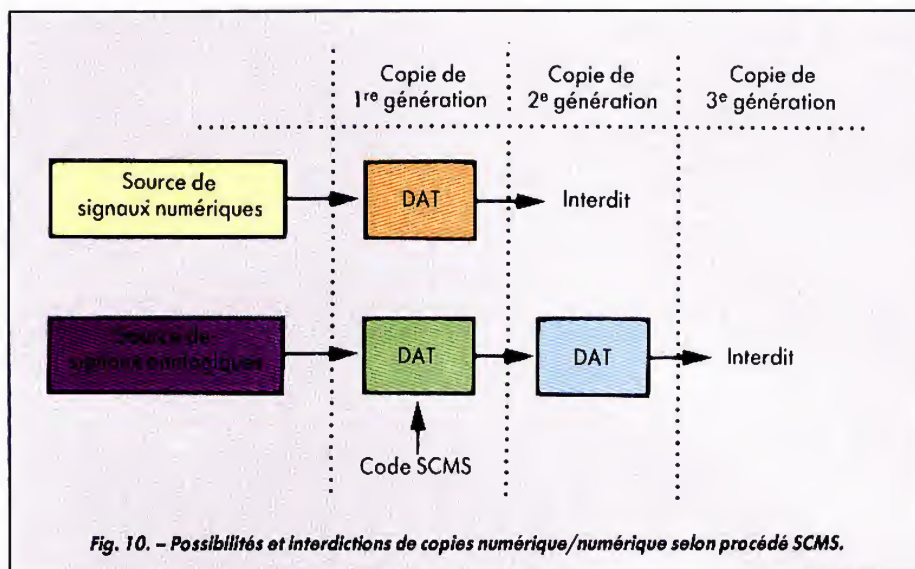 Copie de
1re génération
Copie de
2e génération
Copie de
3e génération
Source de
signaux numériques
DAT
Interdit
Source de
signaux analogiques
DAT
DAT
Interdit
Code SCMS
Fig. 10. – Possibilités et interdictions de copies numérique/numérique selon procédé SCMS.